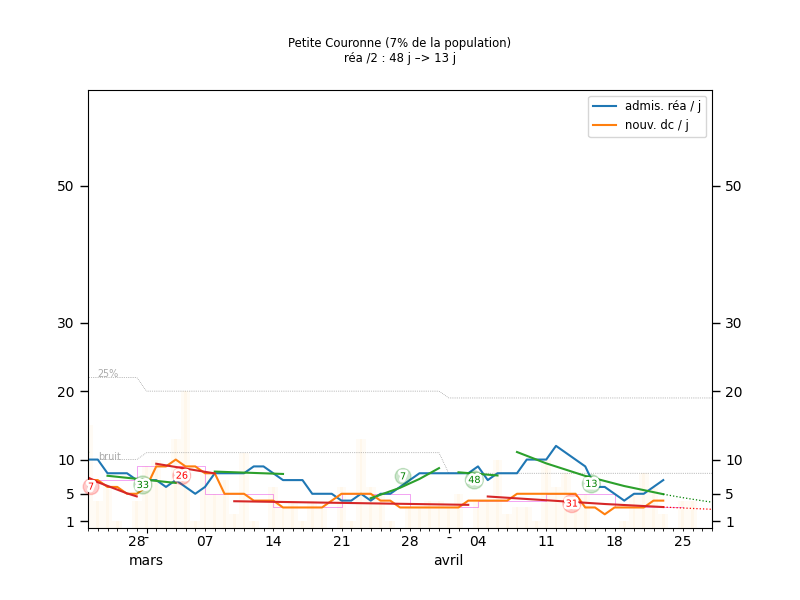 Petite Couronne (7% de la population)
réa /2 : 48 j –> 13 j
admis. réa / j
nouv. dc / j
50 50
30 30
25%
20 20
bruit
10 10
7 33 26 7 48 13
5 5
31
1 1
28 07 14 21 28 04 11 18 25
mars avril